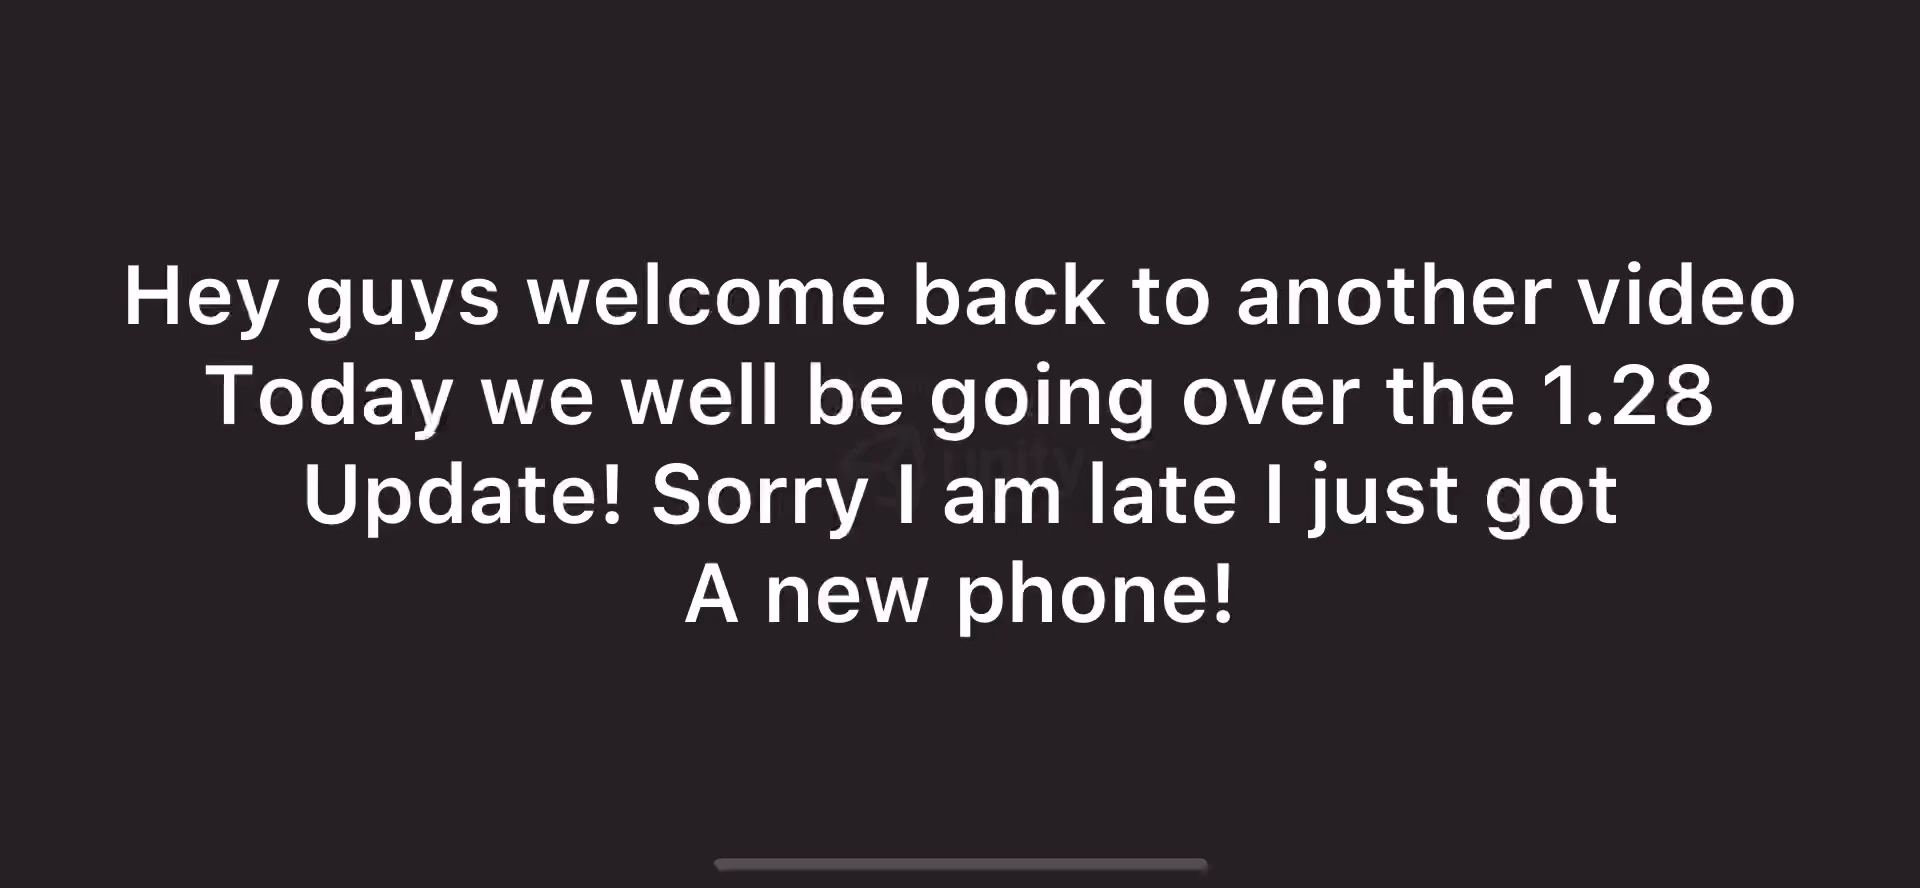 Hey guys welcome back to another video
Today we well be going over the 1.28
Update! Sorry I am late I just got
A new phone!
unity